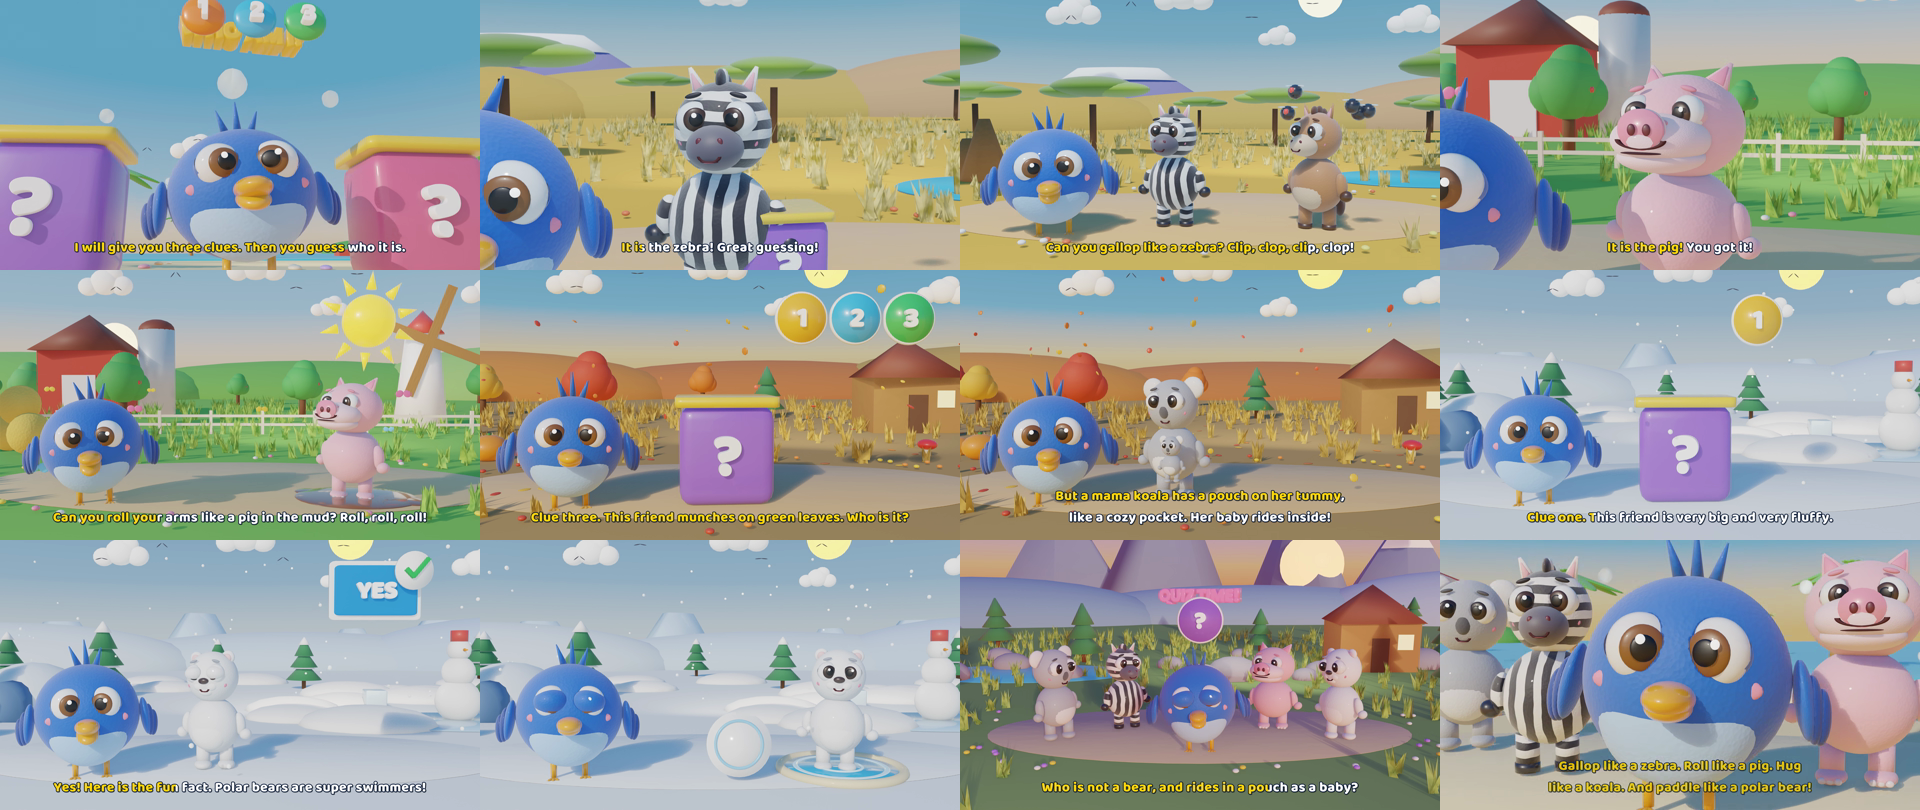 1 2 3
?
?
I will give you three clues. Then you guess who it is.
It is the zebra! Great guessing!
?
Can you gallop like a zebra? Clip, clop, clip, clop!
It is the pig! You got it!
Can you roll your arms like a pig in the mud? Roll, roll, roll!
1 2 3
?
Clue three. This friend munches on green leaves. Who is it?
But a mama koala has a pouch on her tummy,
like a cozy pocket. Her baby rides inside!
1
?
Clue one. This friend is very big and very fluffy.
YES
Yes! Here is the fun fact. Polar bears are super swimmers!
QUIZ TIME!
?
Who is not a bear, and rides in a pouch as a baby?
Gallop like a zebra. Roll like a pig. Hug
like a koala. And paddle like a polar bear!